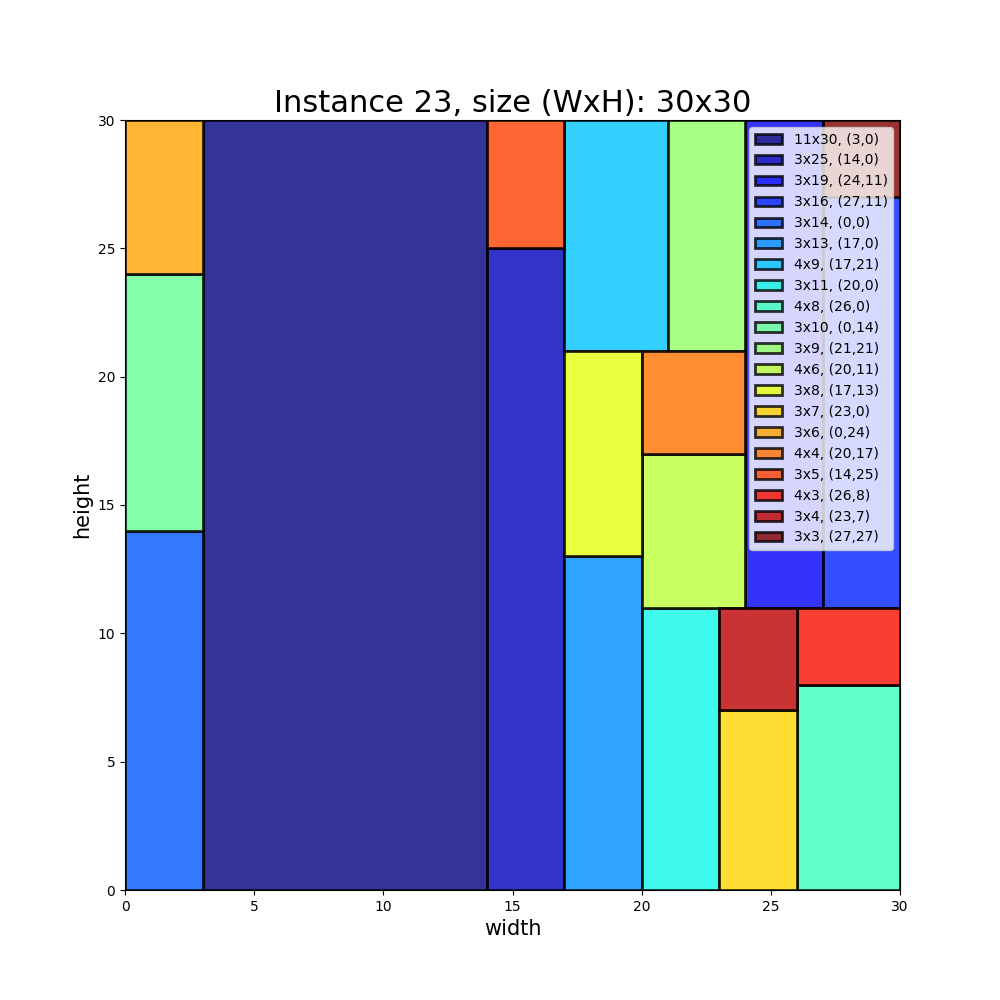 Instance 23, size (WxH): 30x30
30
25
20
15
10
5
0
height
11x30, (3,0)
3x25, (14,0)
3x19, (24,11)
3x16, (27,11)
3x14, (0,0)
3x13, (17,0)
4x9, (17,21)
3x11, (20,0)
4x8, (26,0)
3x10, (0,14)
3x9, (21,21)
4x6, (20,11)
3x8, (17,13)
3x7, (23,0)
3x6, (0,24)
4x4, (20,17)
3x5, (14,25)
4x3, (26,8)
3x4, (23,7)
3x3, (27,27)
0 5 10 15 20 25 30
width